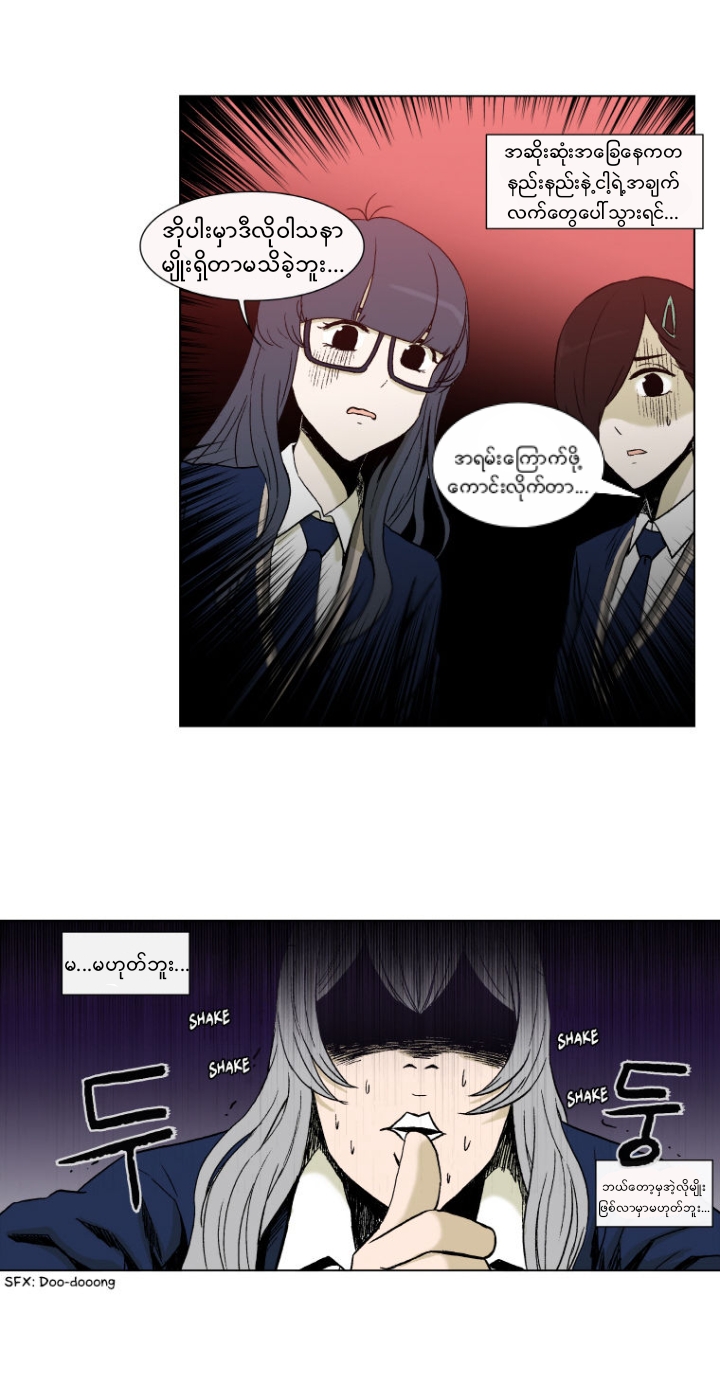 အဆိုးဆုံးအခြေနေကတ
နည်းနည်းနဲ့ငါ့ရဲ့အချက်
လက်တွေပေါ်သွားရင်...
အိုပါးမှာဒီလိုဝါသနာ
မျိုးရှိတာမသိခဲ့ဘူး...
အရမ်းကြောက်ဖို့
ကောင်းလိုက်တာ...
မ...မဟုတ်ဘူး...
SHAKE
SHAKE
SHAKE
SHAKE
두
둥
ဘယ်တော့မှအဲ့လိုမျိုး
ဖြစ်လာမှာမဟုတ်ဘူး...
SFX: Doo-dooong